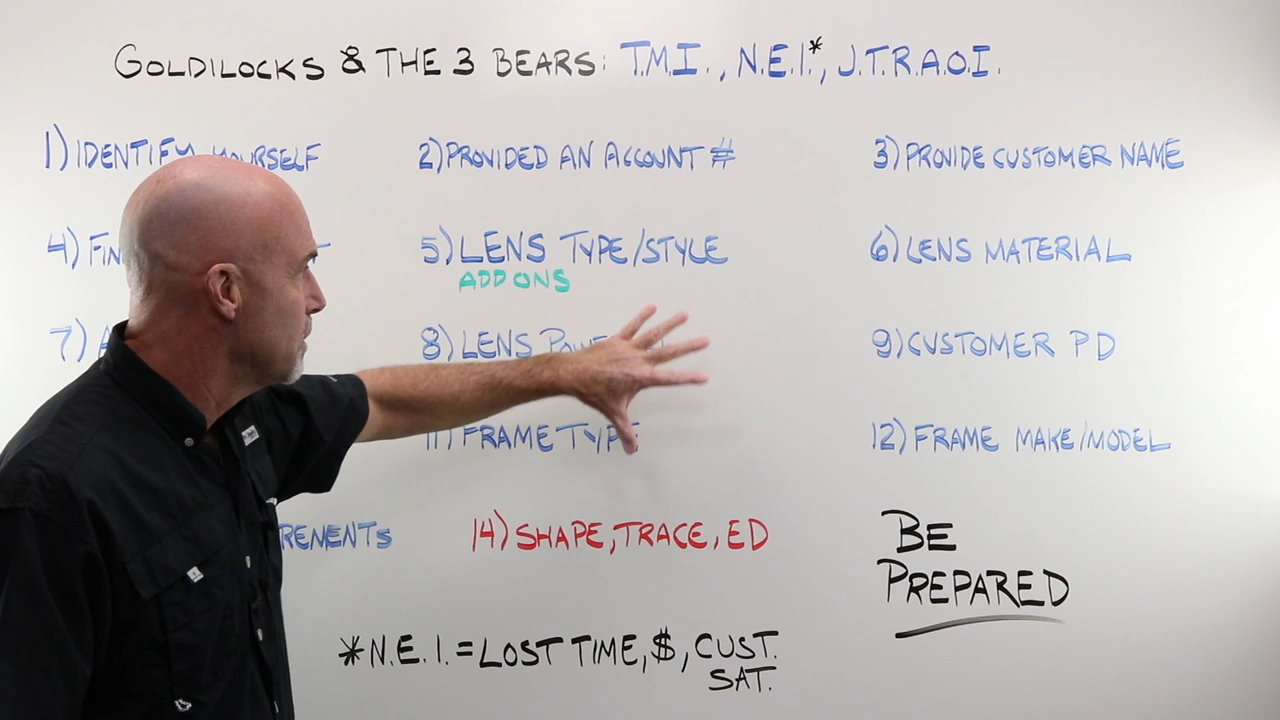 GOLDILOCKS & THE 3 BEARS: T.M.I., N.E.I.*, J.T.R.A.O.I.
1) IDENTIFY YOURSELF
2) PROVIDED AN ACCOUNT #
3) PROVIDE CUSTOMER NAME
4)
5) LENS TYPE/STYLE
ADD ONS
6) LENS MATERIAL
7)
8) LENS
9) CUSTOMER PD
11) FRAME TYPE
12) FRAME MAKE/MODEL
14) SHAPE, TRACE, ED
BE
PREPARED
*N.E.I. = LOST TIME, $, CUST.
SAT.